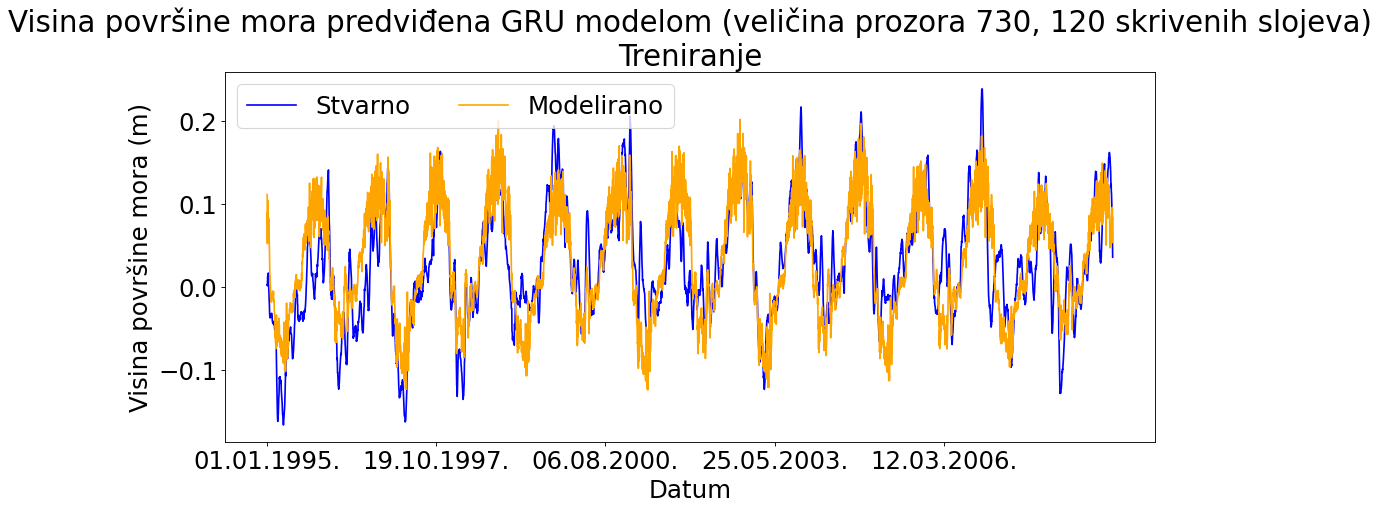 Visina površine mora predviđena GRU modelom (veličina prozora 730, 120 skrivenih slojeva)
Treniranje
Stvarno Modelirano
Visina površine mora (m)
0.2
0.1
0.0
−0.1
01.01.1995. 19.10.1997. 06.08.2000. 25.05.2003. 12.03.2006.
Datum